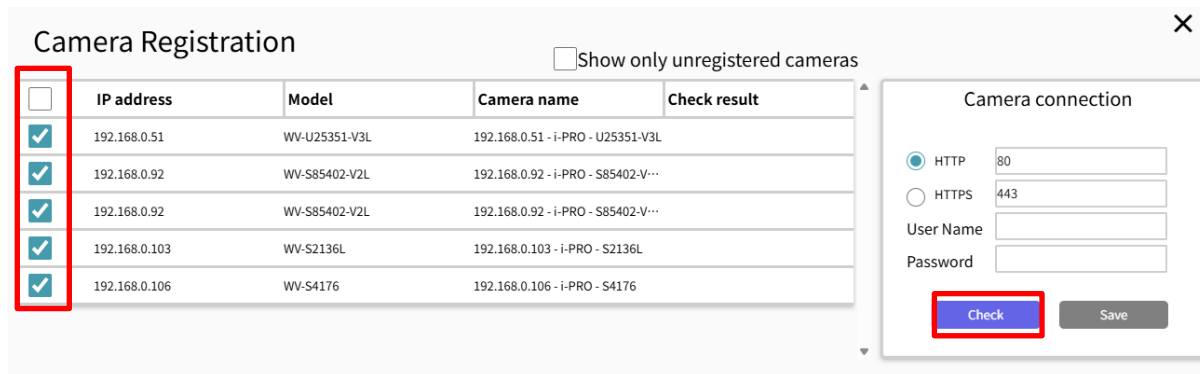 Camera Registration
Show only unregistered cameras
IP address Model Camera name Check result
192.168.0.51 WV-U25351-V3L 192.168.0.51 - i-PRO - U25351-V3L
192.168.0.92 WV-S85402-V2L 192.168.0.92 - i-PRO - S85402-V⋯
192.168.0.92 WV-S85402-V2L 192.168.0.92 - i-PRO - S85402-V⋯
192.168.0.103 WV-S2136L 192.168.0.103 - i-PRO - S2136L
192.168.0.106 WV-S4176 192.168.0.106 - i-PRO - S4176
Camera connection
HTTP 80
HTTPS 443
User Name
Password
Check Save